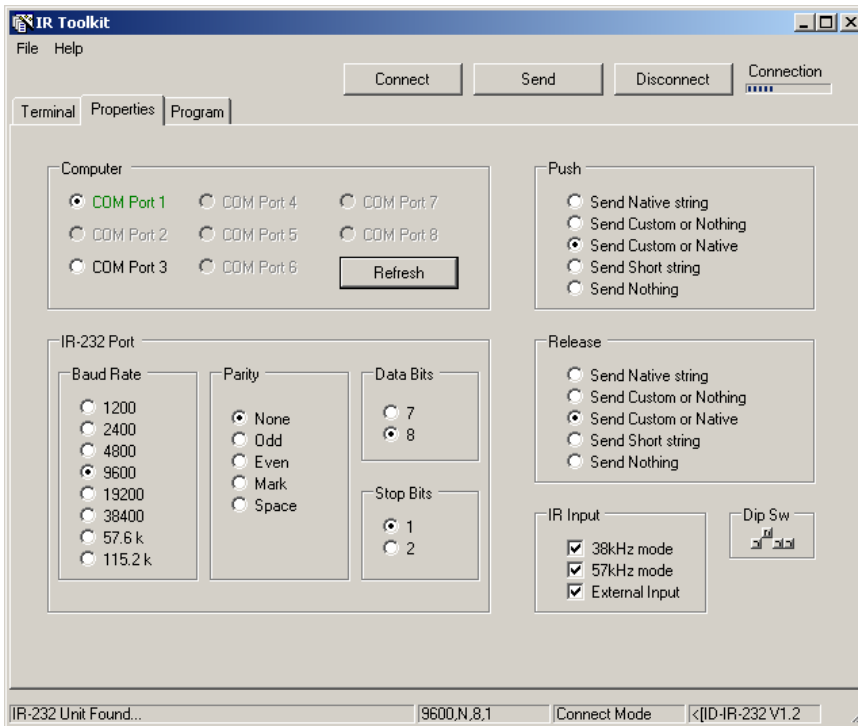 IR Toolkit
File Help
Connect Send Disconnect Connection
Terminal Properties Program
Computer
COM Port 1 COM Port 4 COM Port 7
COM Port 2 COM Port 5 COM Port 8
COM Port 3 COM Port 6 Refresh
Push
Send Native string
Send Custom or Nothing
Send Custom or Native
Send Short string
Send Nothing
IR-232 Port
Baud Rate
1200
2400
4800
9600
19200
38400
57.6 k
115.2 k
Parity
None
Odd
Even
Mark
Space
Data Bits
7
8
Stop Bits
1
2
Release
Send Native string
Send Custom or Nothing
Send Custom or Native
Send Short string
Send Nothing
IR Input
38kHz mode
57kHz mode
External Input
Dip Sw
IR-232 Unit Found... 9600,N,8,1 Connect Mode <[ID-IR-232 V1.2